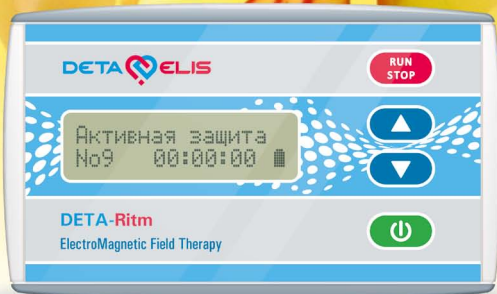 DETA ELIS
RUN
STOP
Активная защита
No9 00:00:00
DETA-Ritm
ElectroMagnetic Field Therapy